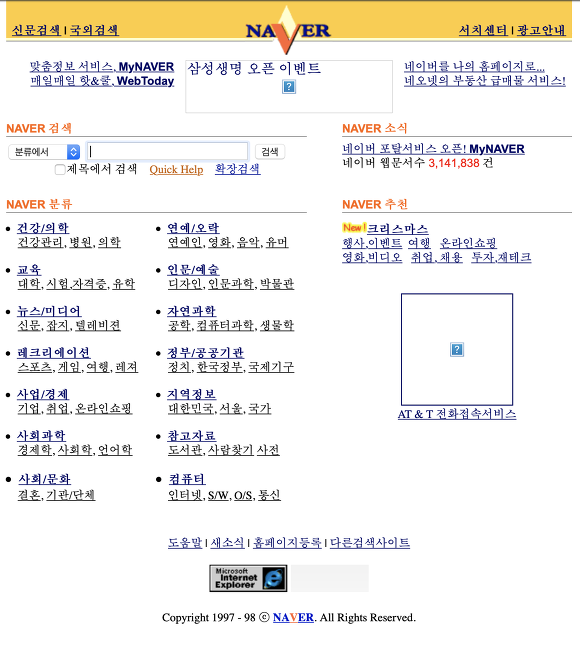 신문검색 | 국외검색
NAVER
서치센터 | 광고안내
맞춤정보 서비스, MyNAVER
매일매일 핫&쿨, WebToday
삼성생명 오픈 이벤트
네이버를 나의 홈페이지로...
네오넷의 부동산 급매물 서비스!
NAVER 검색
분류에서
검색
제목에서 검색 Quick Help 확장검색
NAVER 소식
네이버 포탈서비스 오픈! MyNAVER
네이버 웹문서수 3,141,838 건
NAVER 분류
건강/의학
건강관리, 병원, 의학
연예/오락
연예인, 영화, 음악, 유머
교육
대학, 시험,자격증, 유학
인문/예술
디자인, 인문과학, 박물관
뉴스/미디어
신문, 잡지, 텔레비젼
자연과학
공학, 컴퓨터과학, 생물학
레크리에이션
스포츠, 게임, 여행, 레져
정부/공공기관
정치, 한국정부, 국제기구
사업/경제
기업, 취업, 온라인쇼핑
지역정보
대한민국, 서울, 국가
사회과학
경제학, 사회학, 언어학
참고자료
도서관, 사람찾기 사전
사회/문화
결혼, 기관/단체
컴퓨터
인터넷, S/W, O/S, 통신
NAVER 추천
New! 크리스마스
행사,이벤트 여행 온라인쇼핑
영화,비디오 취업, 채용 투자,재테크
AT & T 전화접속서비스
도움말 | 새소식 | 홈페이지등록 | 다른검색사이트
Microsoft
Internet
Explorer
Copyright 1997 - 98 ⓒ NAVER. All Rights Reserved.